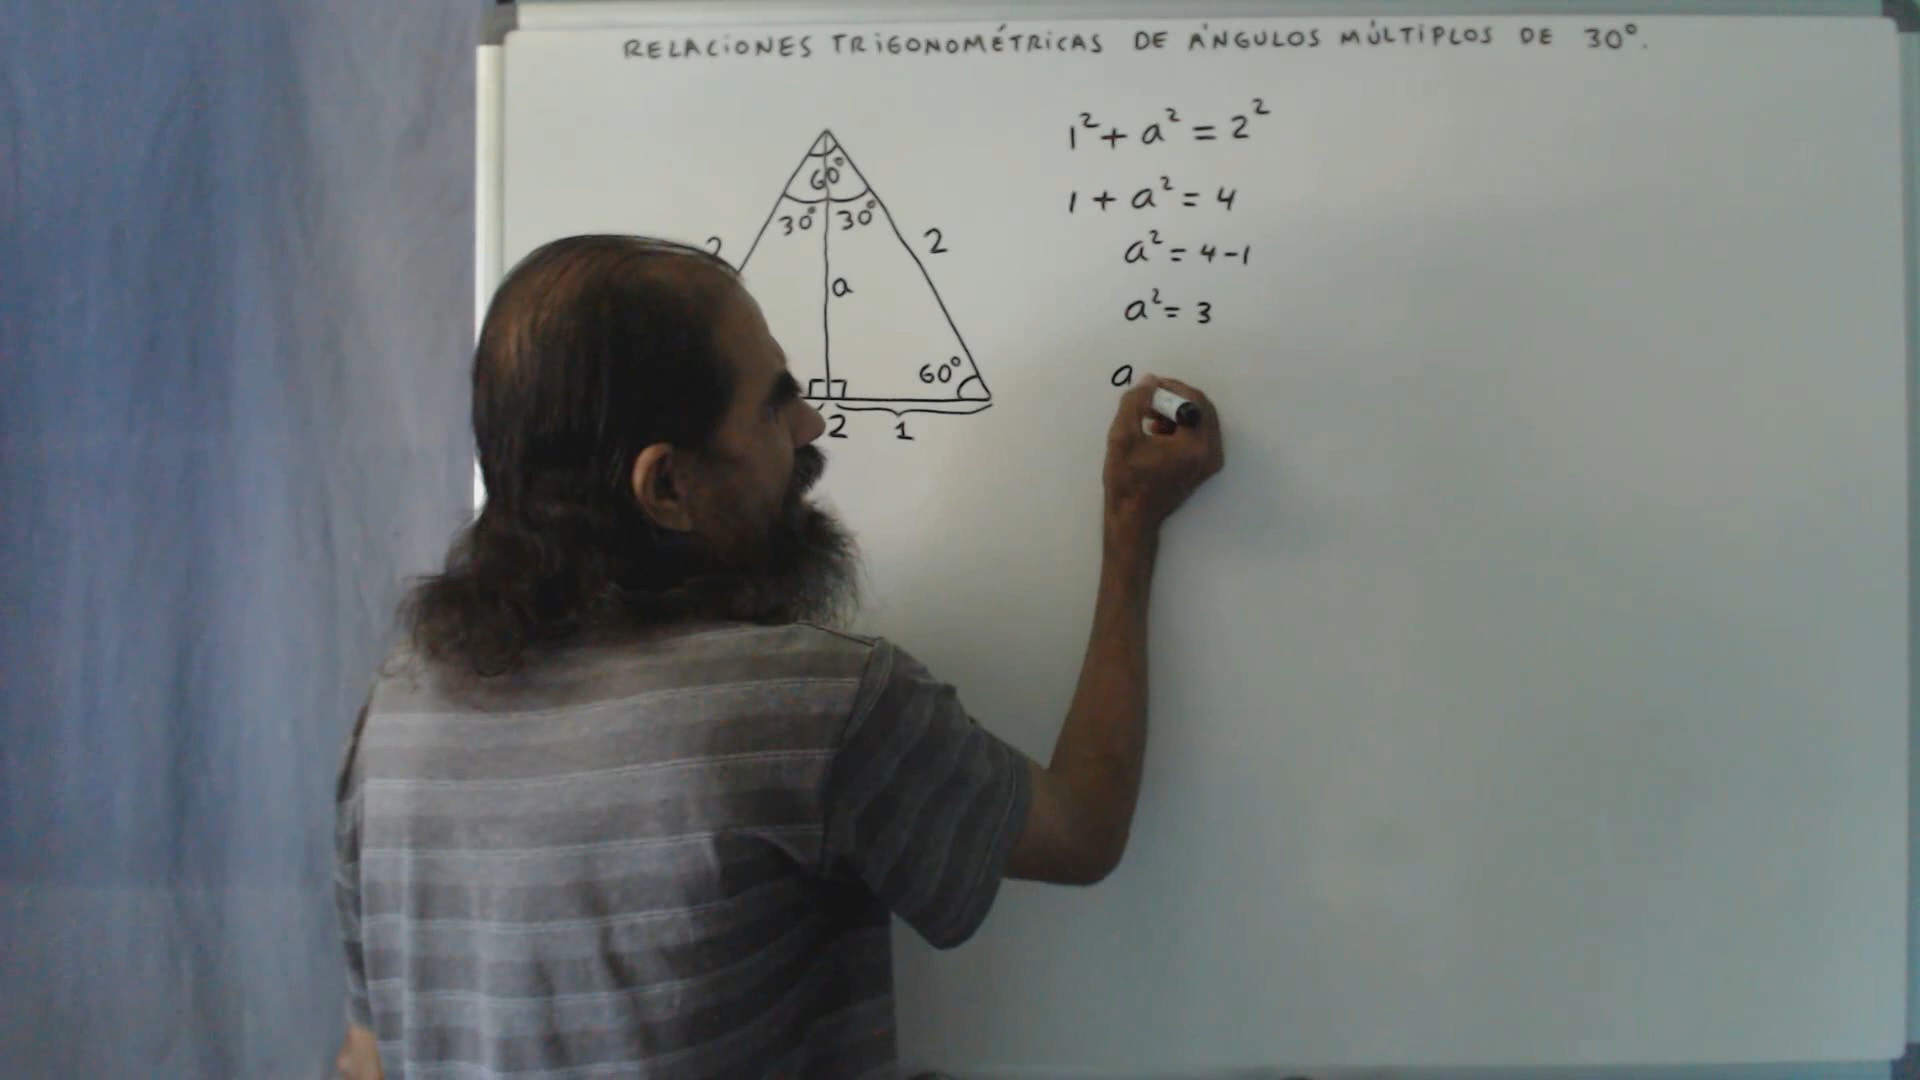 RELACIONES TRIGONOMÉTRICAS DE ÁNGULOS MÚLTIPLOS DE 30°.
60°
30° 30°
2 2
a
60°
2 1
1² + a² = 2²
1 + a² = 4
a² = 4 - 1
a² = 3
a